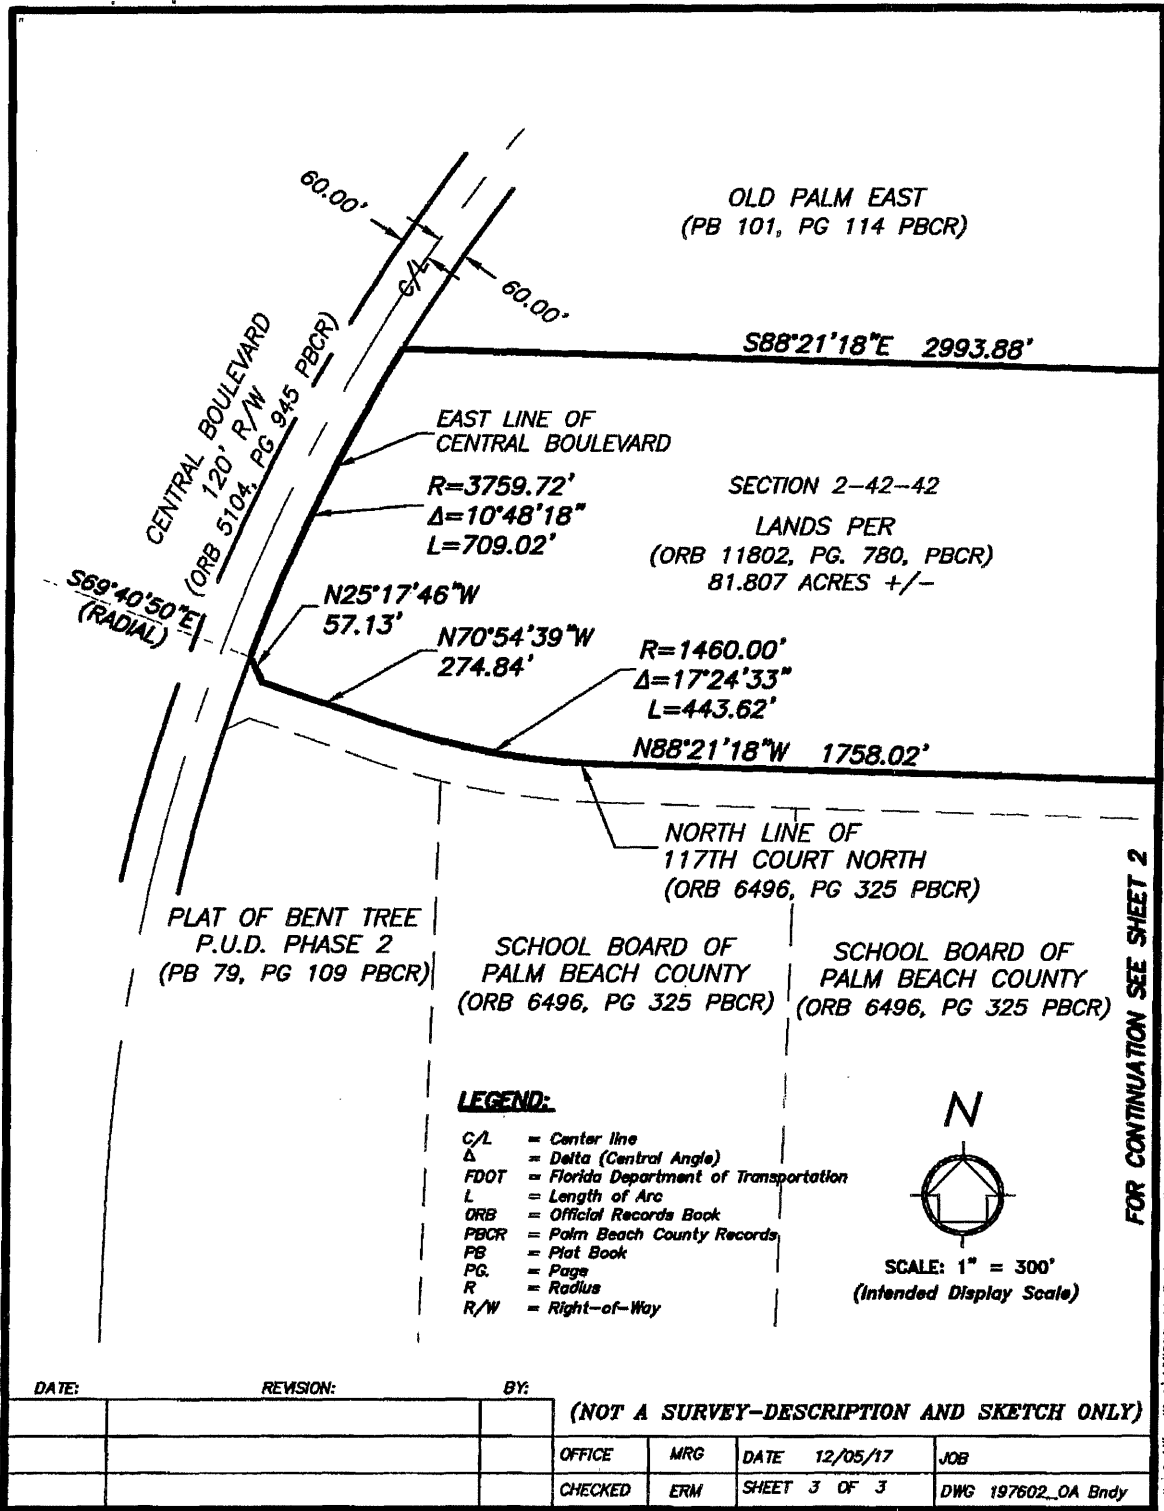 60.00'
OLD PALM EAST
(PB 101, PG 114 PBCR)
C/L
60.00'
S88°21'18"E 2993.88'
CENTRAL BOULEVARD
120' R/W
(ORB 5104, PG 945 PBCR)
EAST LINE OF
CENTRAL BOULEVARD
R=3759.72'
Δ=10°48'18"
L=709.02'
SECTION 2-42-42
LANDS PER
(ORB 11802, PG. 780, PBCR)
81.807 ACRES +/-
S69°40'50"E
(RADIAL)
N25°17'46"W
57.13'
N70°54'39"W
274.84'
R=1460.00'
Δ=17°24'33"
L=443.62'
N88°21'18"W 1758.02'
NORTH LINE OF
117TH COURT NORTH
(ORB 6496, PG 325 PBCR)
PLAT OF BENT TREE
P.U.D. PHASE 2
(PB 79, PG 109 PBCR)
SCHOOL BOARD OF
PALM BEACH COUNTY
(ORB 6496, PG 325 PBCR)
SCHOOL BOARD OF
PALM BEACH COUNTY
(ORB 6496, PG 325 PBCR)
FOR CONTINUATION SEE SHEET 2
LEGEND:
C/L = Center line
Δ = Delta (Central Angle)
FDOT = Florida Department of Transportation
L = Length of Arc
ORB = Official Records Book
PBCR = Palm Beach County Records
PB = Plat Book
PG. = Page
R = Radius
R/W = Right-of-Way
N
SCALE: 1" = 300'
(Intended Display Scale)
DATE: REVISION: BY:
(NOT A SURVEY-DESCRIPTION AND SKETCH ONLY)
OFFICE MRG DATE 12/05/17 JOB
CHECKED ERM SHEET 3 OF 3 DWG 197602_OA Bndy